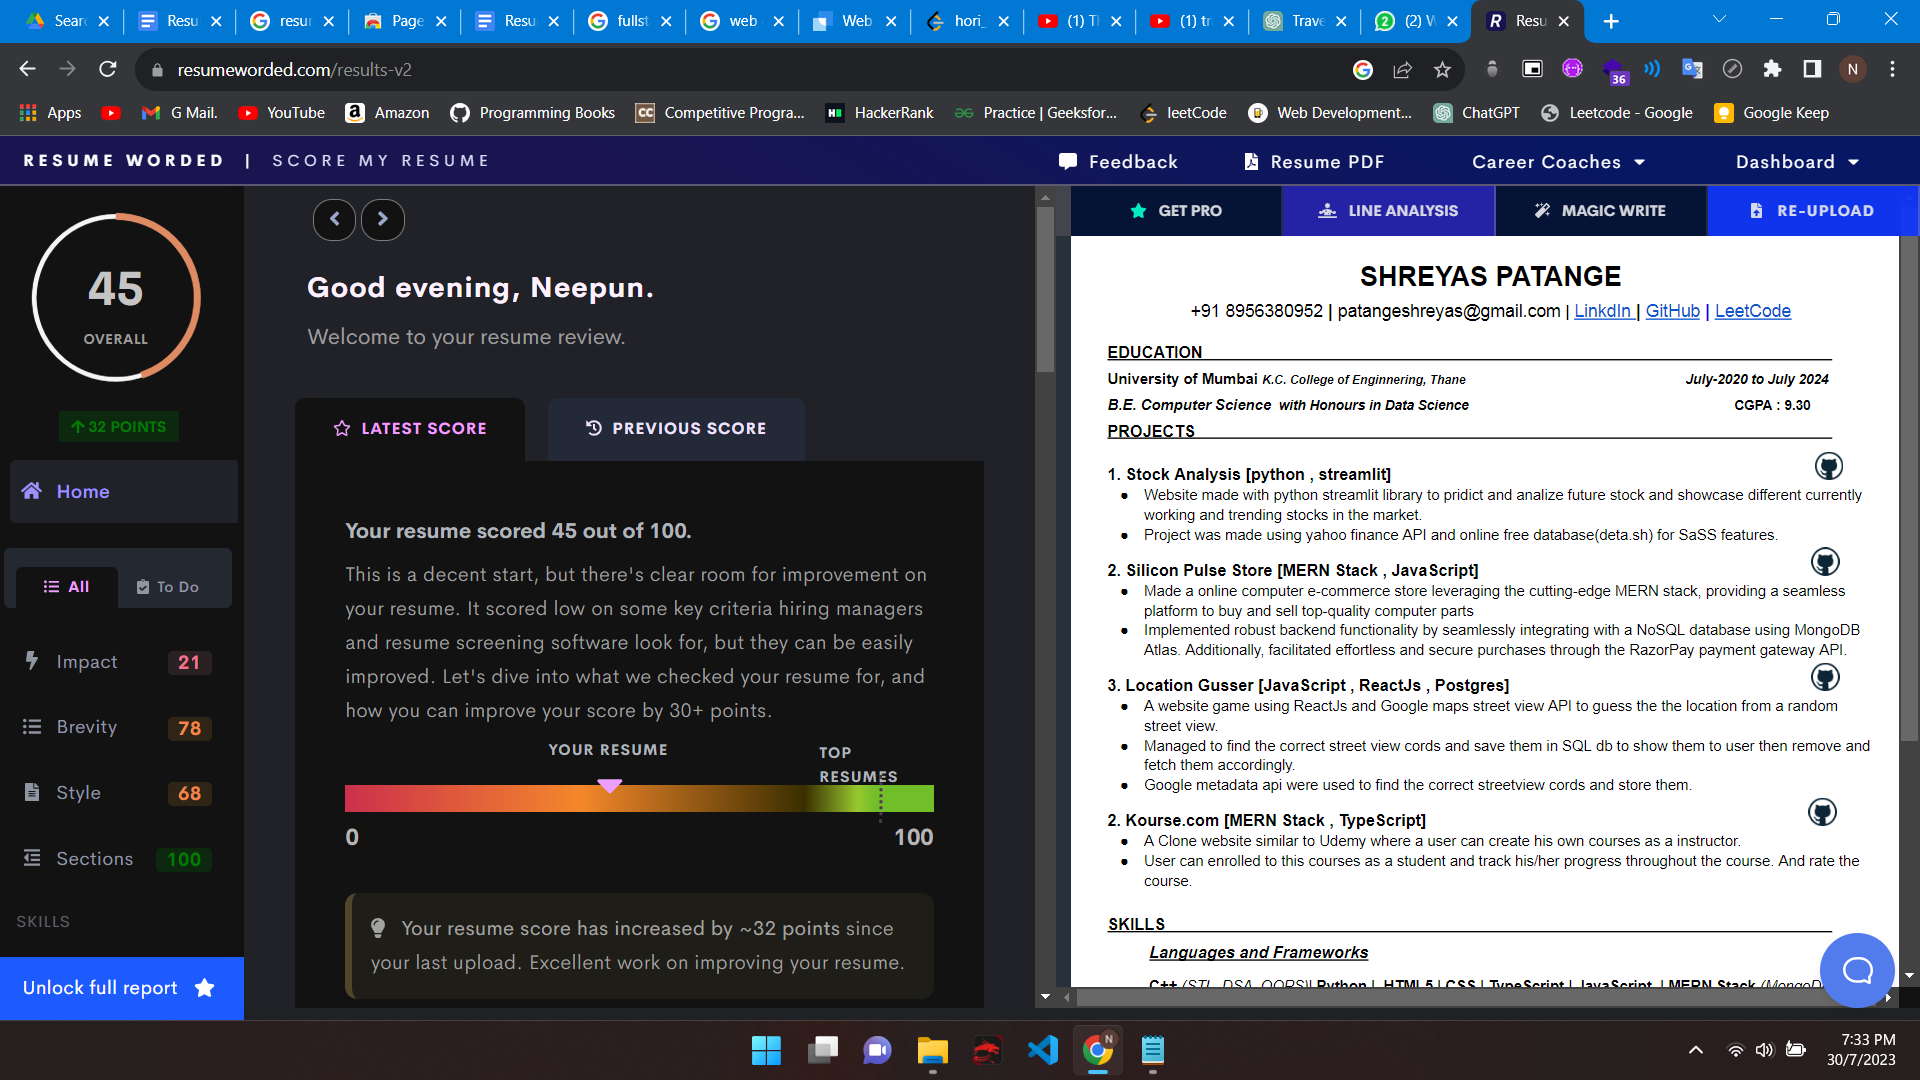 Sear
Resu
resur
Page
Resu
fullst
web
Web
hori_
(1) T
(1) tr
Trave
(2) W
Resu
resumeworded.com/results-v2
36
N
Apps
G Mail.
YouTube
Amazon
Programming Books
Competitive Progra...
HackerRank
Practice | Geeksfor...
leetCode
Web Development...
ChatGPT
Leetcode - Google
Google Keep
RESUME WORDED | SCORE MY RESUME
Feedback
Resume PDF
Career Coaches
Dashboard
45
OVERALL
32 POINTS
Home
All
To Do
Impact 21
Brevity 78
Style 68
Sections 100
SKILLS
Unlock full report
Good evening, Neepun.
Welcome to your resume review.
LATEST SCORE
PREVIOUS SCORE
Your resume scored 45 out of 100.
This is a decent start, but there's clear room for improvement on
your resume. It scored low on some key criteria hiring managers
and resume screening software look for, but they can be easily
improved. Let's dive into what we checked your resume for, and
how you can improve your score by 30+ points.
YOUR RESUME
TOP
RESUMES
0
100
Your resume score has increased by ~32 points since
your last upload. Excellent work on improving your resume.
GET PRO
LINE ANALYSIS
MAGIC WRITE
RE-UPLOAD
SHREYAS PATANGE
+91 8956380952 | patangeshreyas@gmail.com | LinkdIn | GitHub | LeetCode
EDUCATION
University of Mumbai K.C. College of Enginnering, Thane July-2020 to July 2024
B.E. Computer Science with Honours in Data Science CGPA : 9.30
PROJECTS
1. Stock Analysis [python , streamlit]
● Website made with python streamlit library to pridict and analize future stock and showcase different currently
working and trending stocks in the market.
● Project was made using yahoo finance API and online free database(deta.sh) for SaSS features.
2. Silicon Pulse Store [MERN Stack , JavaScript]
● Made a online computer e-commerce store leveraging the cutting-edge MERN stack, providing a seamless
platform to buy and sell top-quality computer parts
● Implemented robust backend functionality by seamlessly integrating with a NoSQL database using MongoDB
Atlas. Additionally, facilitated effortless and secure purchases through the RazorPay payment gateway API.
3. Location Gusser [JavaScript , ReactJs , Postgres]
● A website game using ReactJs and Google maps street view API to guess the the location from a random
street view.
● Managed to find the correct street view cords and save them in SQL db to show them to user then remove and
fetch them accordingly.
● Google metadata api were used to find the correct streetview cords and store them.
2. Kourse.com [MERN Stack , TypeScript]
● A Clone website similar to Udemy where a user can create his own courses as a instructor.
● User can enrolled to this courses as a student and track his/her progress throughout the course. And rate the
course.
SKILLS
Languages and Frameworks
C++ (STL, DSA, OOPS)| Python | HTML5 | CSS | TypeScript | JavaScript | MERN Stack (MongoD
7:33 PM
30/7/2023